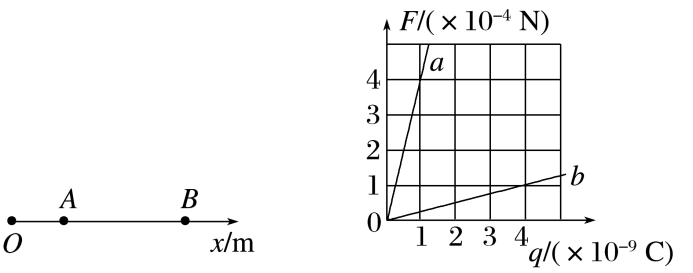 A B
O x/m
F/(×10⁻⁴ N)
a
4
3
2
1
b
0
1 2 3 4
q/(×10⁻⁹ C)